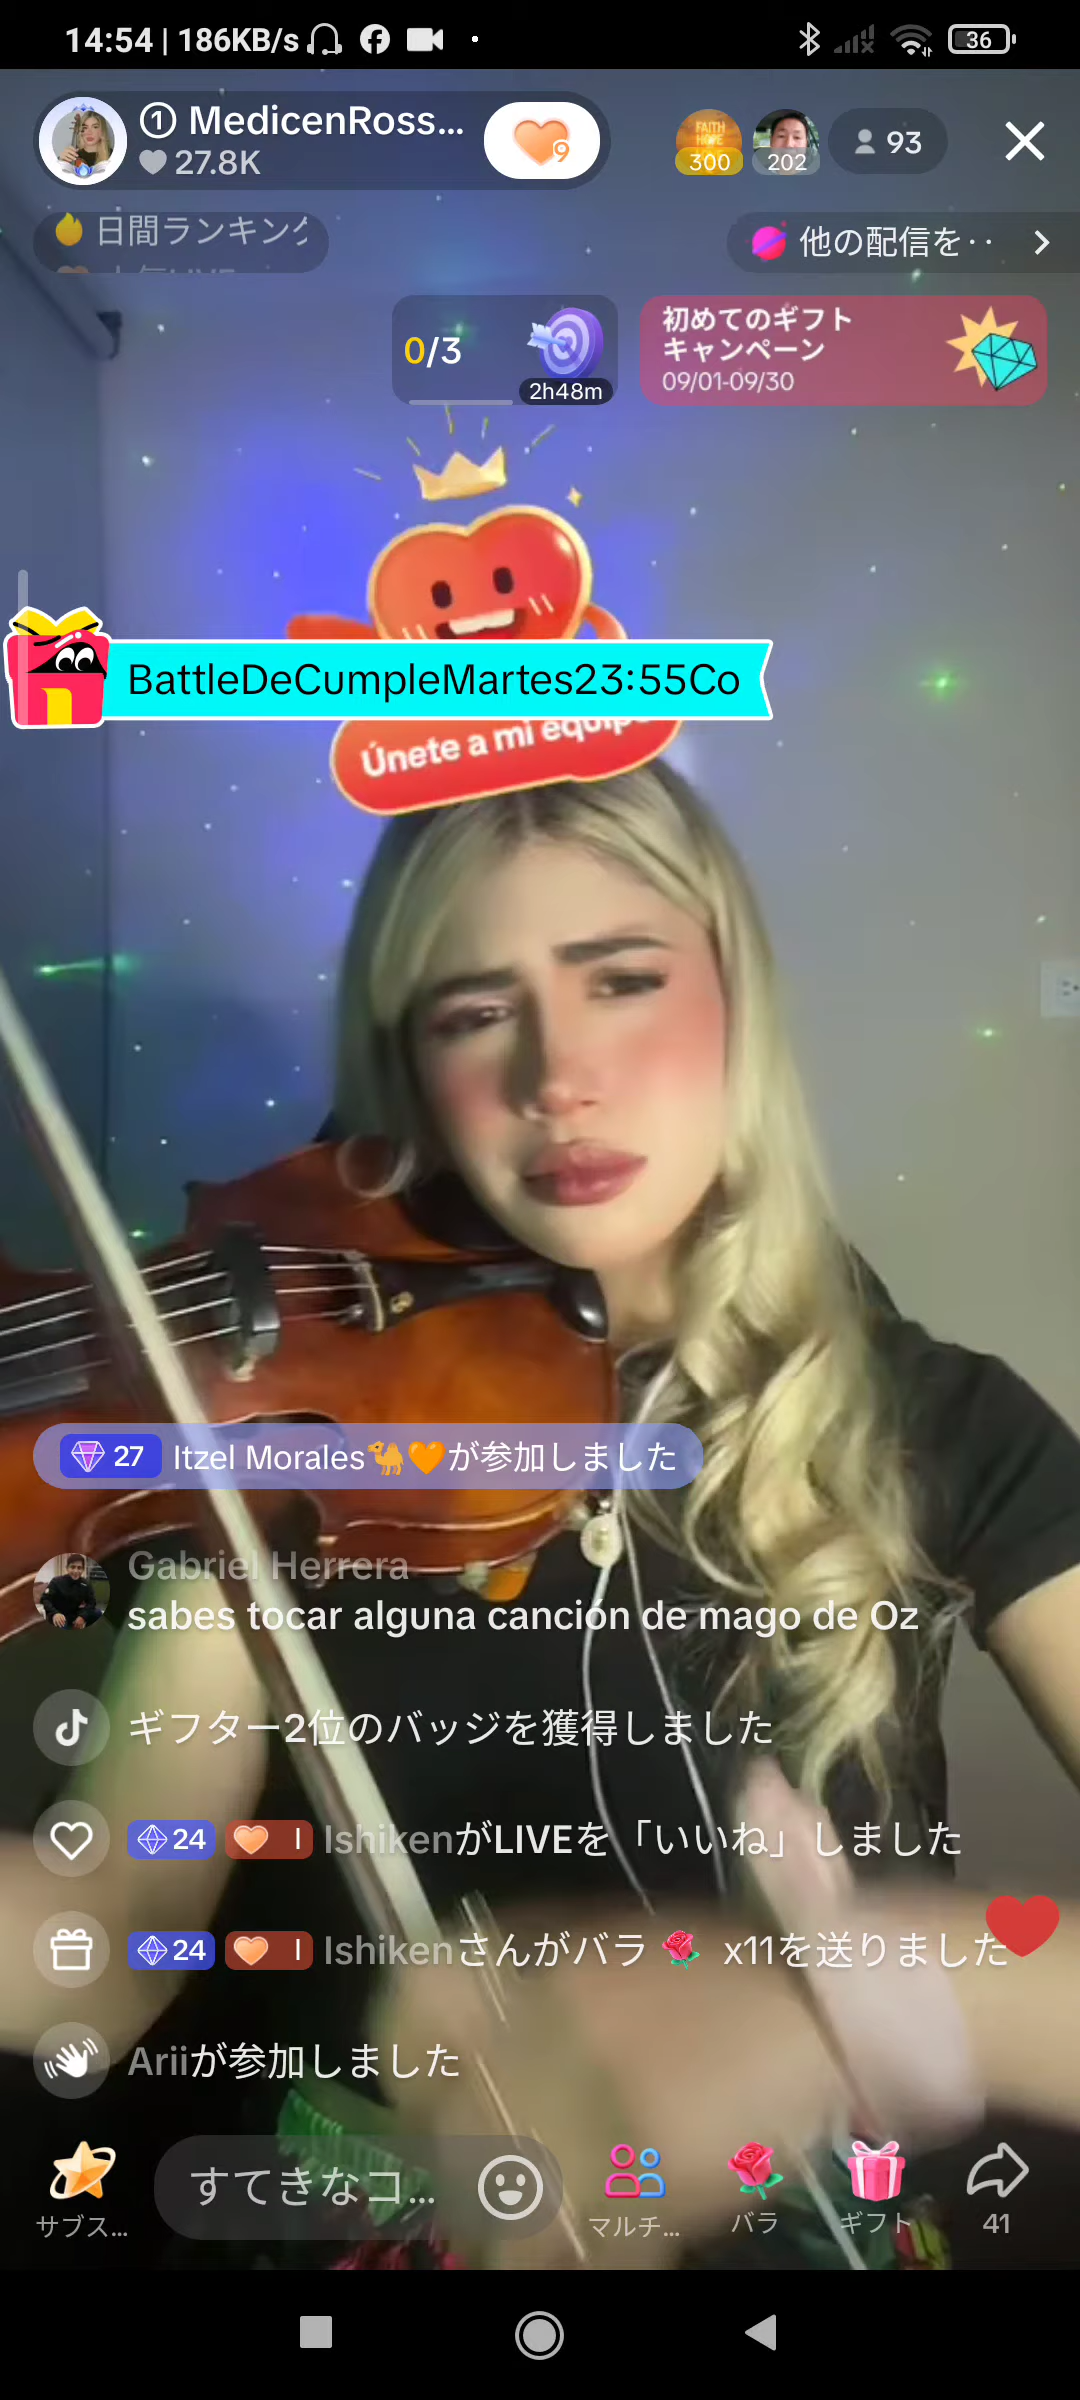 14:54 | 186KB/s
36
① MedicenRoss...
27.8K
9
300
202
93
日間ランキング
他の配信を‥
0/3
2h48m
初めてのギフト
キャンペーン
09/01-09/30
BattleDeCumpleMartes23:55Co
Únete a mi equipo
27 Itzel Morales🐫🧡が参加しました
Gabriel Herrera
sabes tocar alguna canción de mago de Oz
ギフター2位のバッジを獲得しました
24 I IshikenがLIVEを「いいね」しました
24 I Ishikenさんがバラ🌹 x11を送りました
Ariiが参加しました
すてきなコ...
サブス...
マルチ...
バラ
ギフト
41